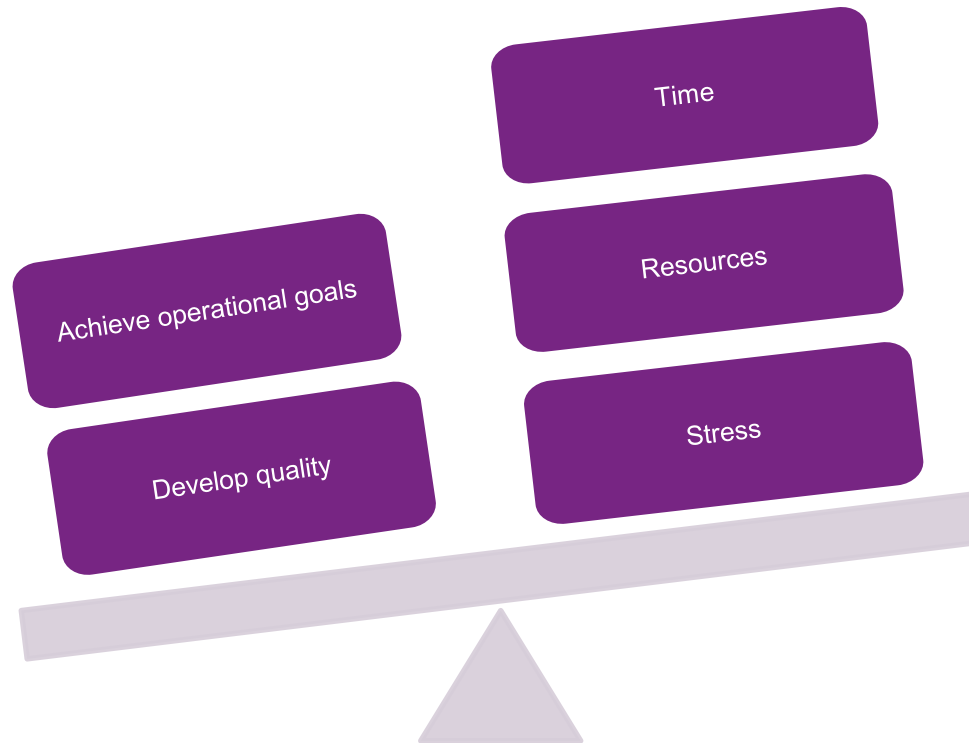 Achieve operational goals
Develop quality
Time
Resources
Stress